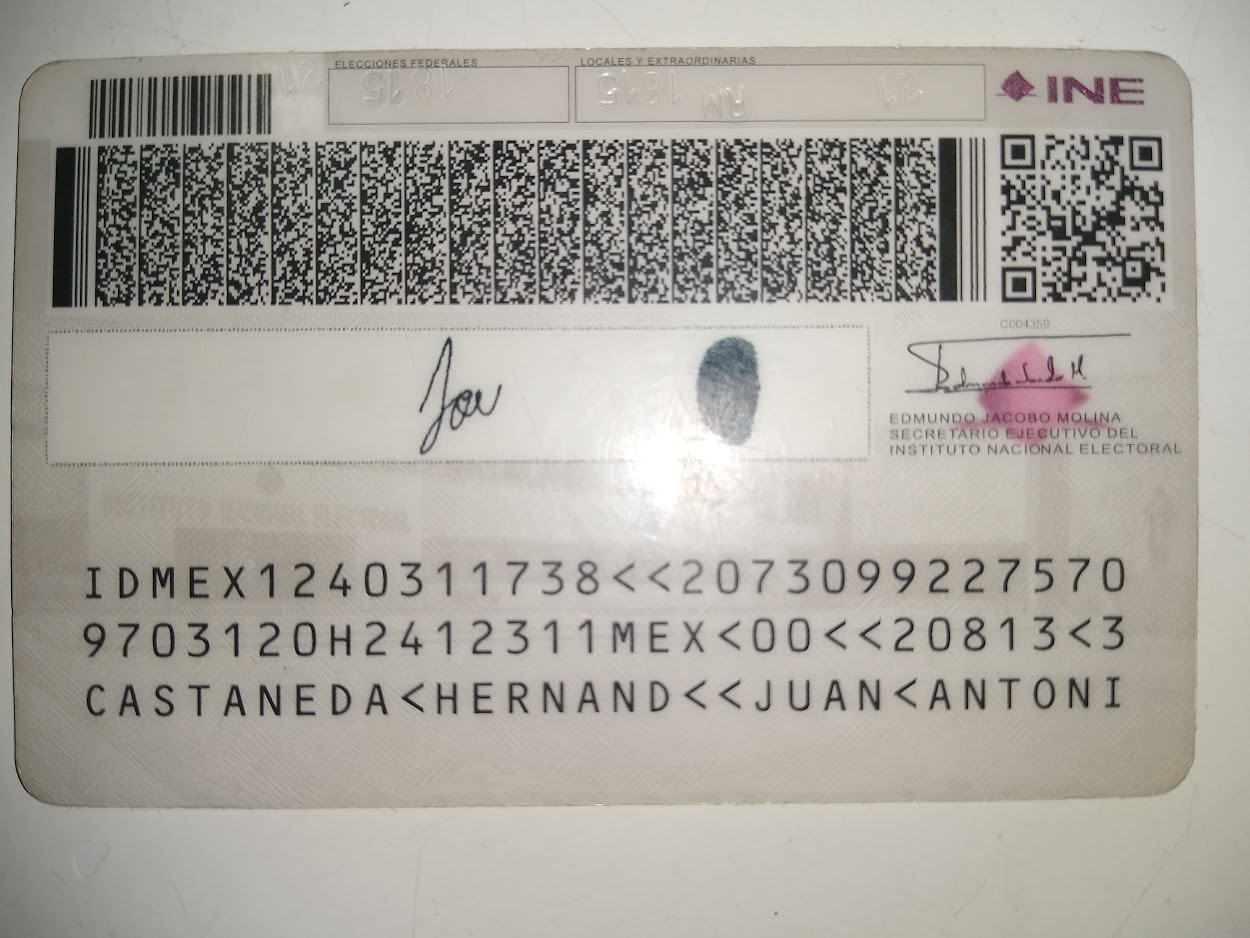 ELECCIONES FEDERALES
LOCALES Y EXTRAORDINARIAS
INE
C004359
EDMUNDO JACOBO MOLINA
SECRETARIO EJECUTIVO DEL
INSTITUTO NACIONAL ELECTORAL
IDMEX1240311738<<2073099227570
9703120H2412311MEX<00<<20813<3
CASTANEDA<HERNAND<<JUAN<ANTONI